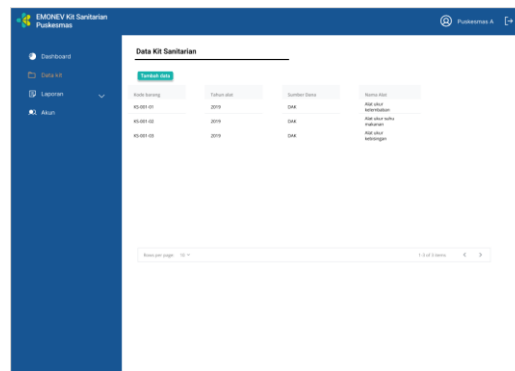 EMONEV Kit Sanitarian
Puskesmas
Puskesmas A
Dashboard
Data kit
Laporan
Akun
Data Kit Sanitarian
Tambah data
Kode barang Tahun alat Sumber Dana Nama Alat
KS-001-01 2019 DAK Alat ukur
kelembaban
KS-001-02 2019 DAK Alat ukur suhu
makanan
KS-001-03 2019 DAK Alat ukur
kebisingan
Rows per page: 10
1-3 of 3 items